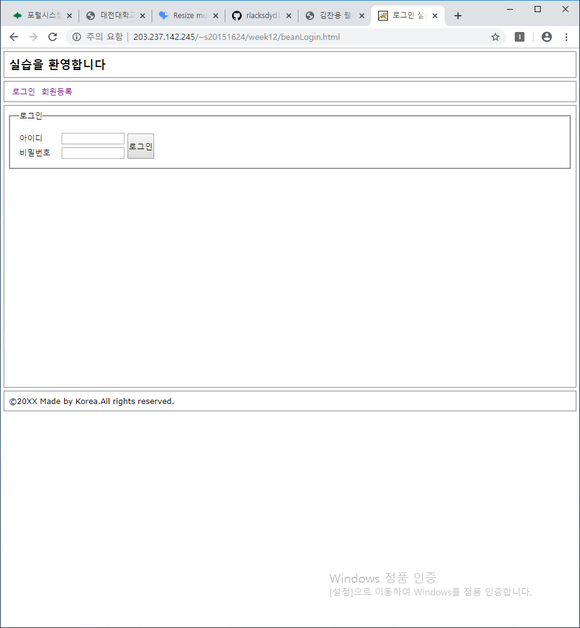 포털시스템
대전대학교
Resize mu
rlacksdyd
김찬용 웹
로그인 실습
주의 요함 | 203.237.142.245/~s20151624/week12/beanLogin.html
실습을 환영합니다
로그인 회원등록
로그인
아이디
비밀번호
로그인
©20XX Made by Korea.All rights reserved.
Windows 정품 인증
[설정]으로 이동하여 Windows를 정품 인증합니다.